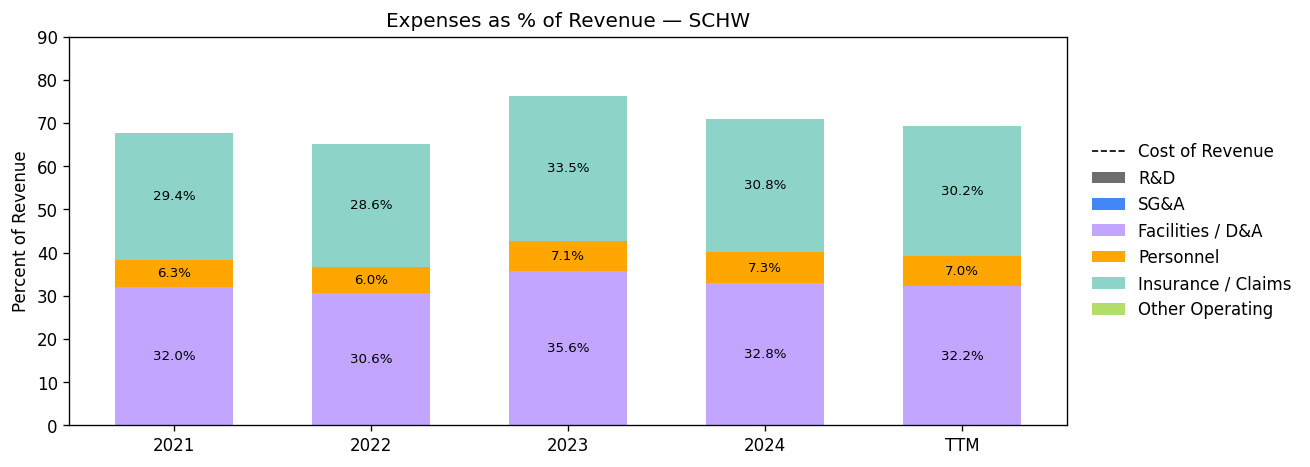 Expenses as % of Revenue — SCHW
Percent of Revenue
90
80
70
60
50
40
30
20
10
0
29.4%
6.3%
32.0%
28.6%
6.0%
30.6%
33.5%
7.1%
35.6%
30.8%
7.3%
32.8%
30.2%
7.0%
32.2%
2021
2022
2023
2024
TTM
Cost of Revenue
R&D
SG&A
Facilities / D&A
Personnel
Insurance / Claims
Other Operating